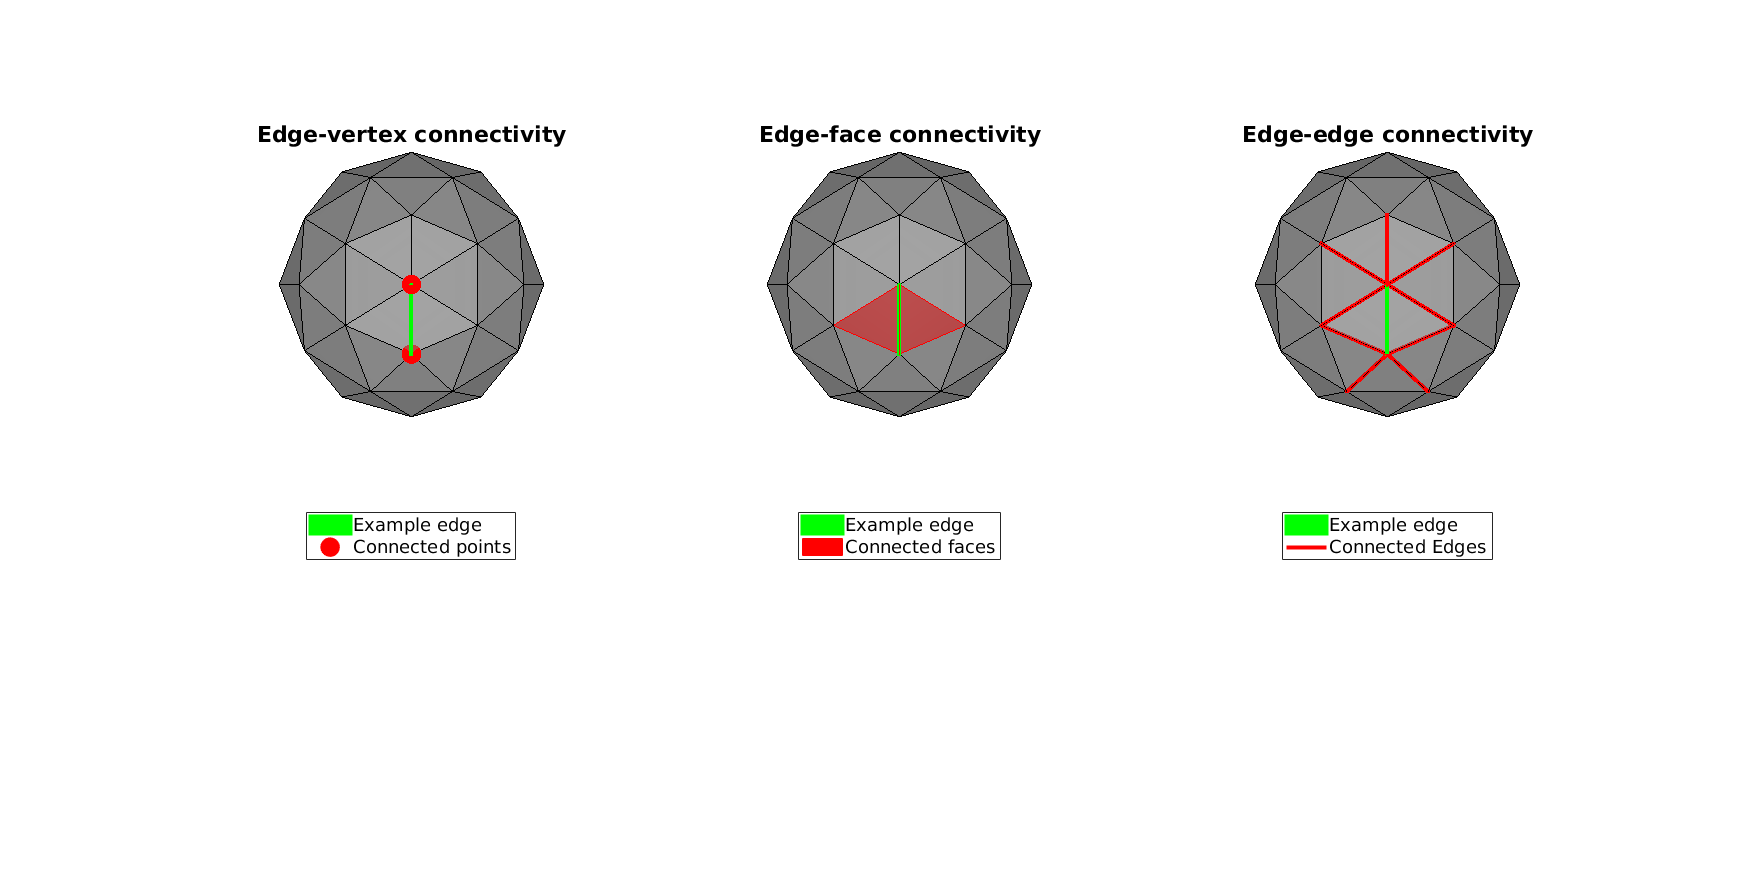 Edge-vertex connectivity
Edge-face connectivity
Edge-edge connectivity
Example edge
Connected points
Example edge
Connected faces
Example edge
Connected Edges